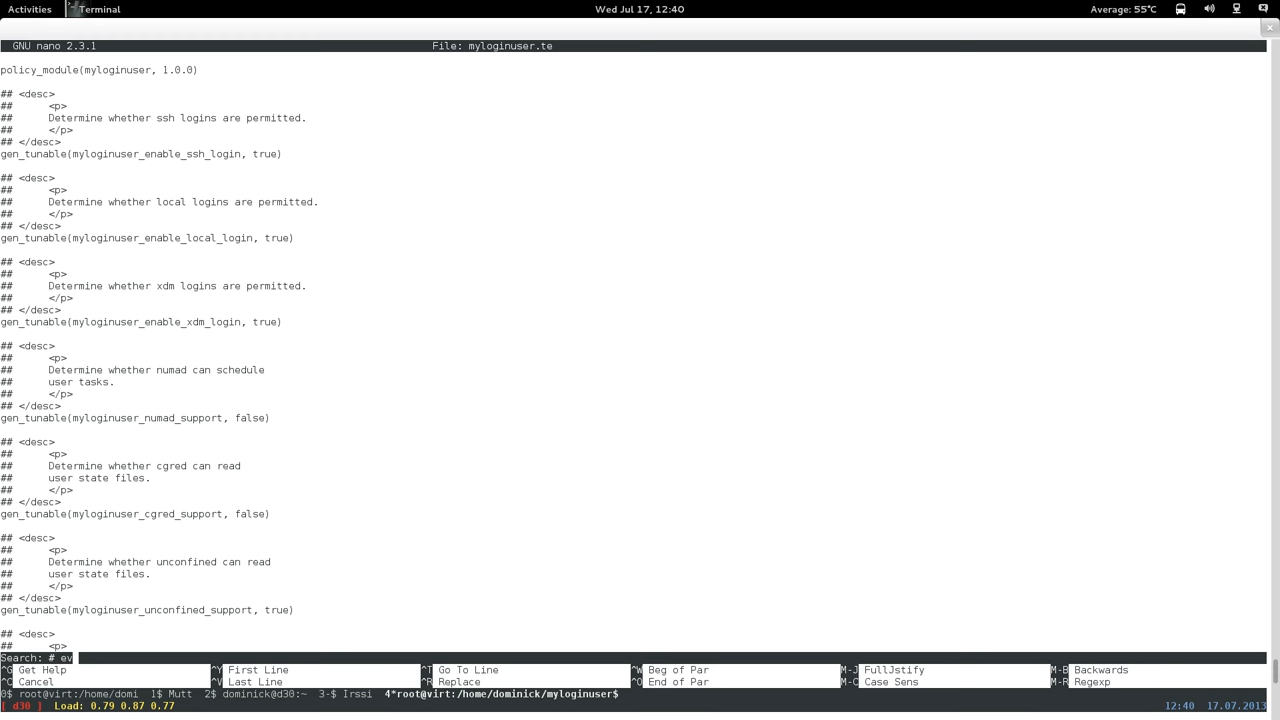 Activities Terminal Wed Jul 17, 12:40 Average: 55°C
GNU nano 2.3.1 File: myloginuser.te
policy_module(myloginuser, 1.0.0)
## <desc>
## <p>
## Determine whether ssh logins are permitted.
## </p>
## </desc>
gen_tunable(myloginuser_enable_ssh_login, true)
## <desc>
## <p>
## Determine whether local logins are permitted.
## </p>
## </desc>
gen_tunable(myloginuser_enable_local_login, true)
## <desc>
## <p>
## Determine whether xdm logins are permitted.
## </p>
## </desc>
gen_tunable(myloginuser_enable_xdm_login, true)
## <desc>
## <p>
## Determine whether numad can schedule
## user tasks.
## </p>
## </desc>
gen_tunable(myloginuser_numad_support, false)
## <desc>
## <p>
## Determine whether cgred can read
## user state files.
## </p>
## </desc>
gen_tunable(myloginuser_cgred_support, false)
## <desc>
## <p>
## Determine whether unconfined can read
## user state files.
## </p>
## </desc>
gen_tunable(myloginuser_unconfined_support, true)
## <desc>
## <p>
Search: # ev
^G Get Help ^Y First Line ^T Go To Line ^W Beg of Par M-J FullJstify M-B Backwards
^C Cancel ^V Last Line ^R Replace ^O End of Par M-C Case Sens M-R Regexp
0$ root@virt:/home/domi 1$ Mutt 2$ dominick@d30:~ 3-$ Irssi 4*root@virt:/home/dominick/myloginuser$
[ d30 ] Load: 0.79 0.87 0.77 12:40 17.07.2013